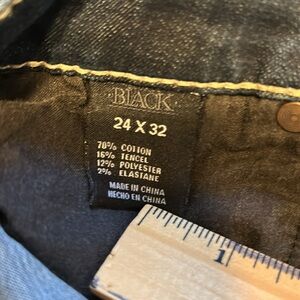 BLACK
24 X 32
70% COTTON
16% TENCEL
12% POLYESTER
2% ELASTANE
MADE IN CHINA
HECHO EN CHINA
1